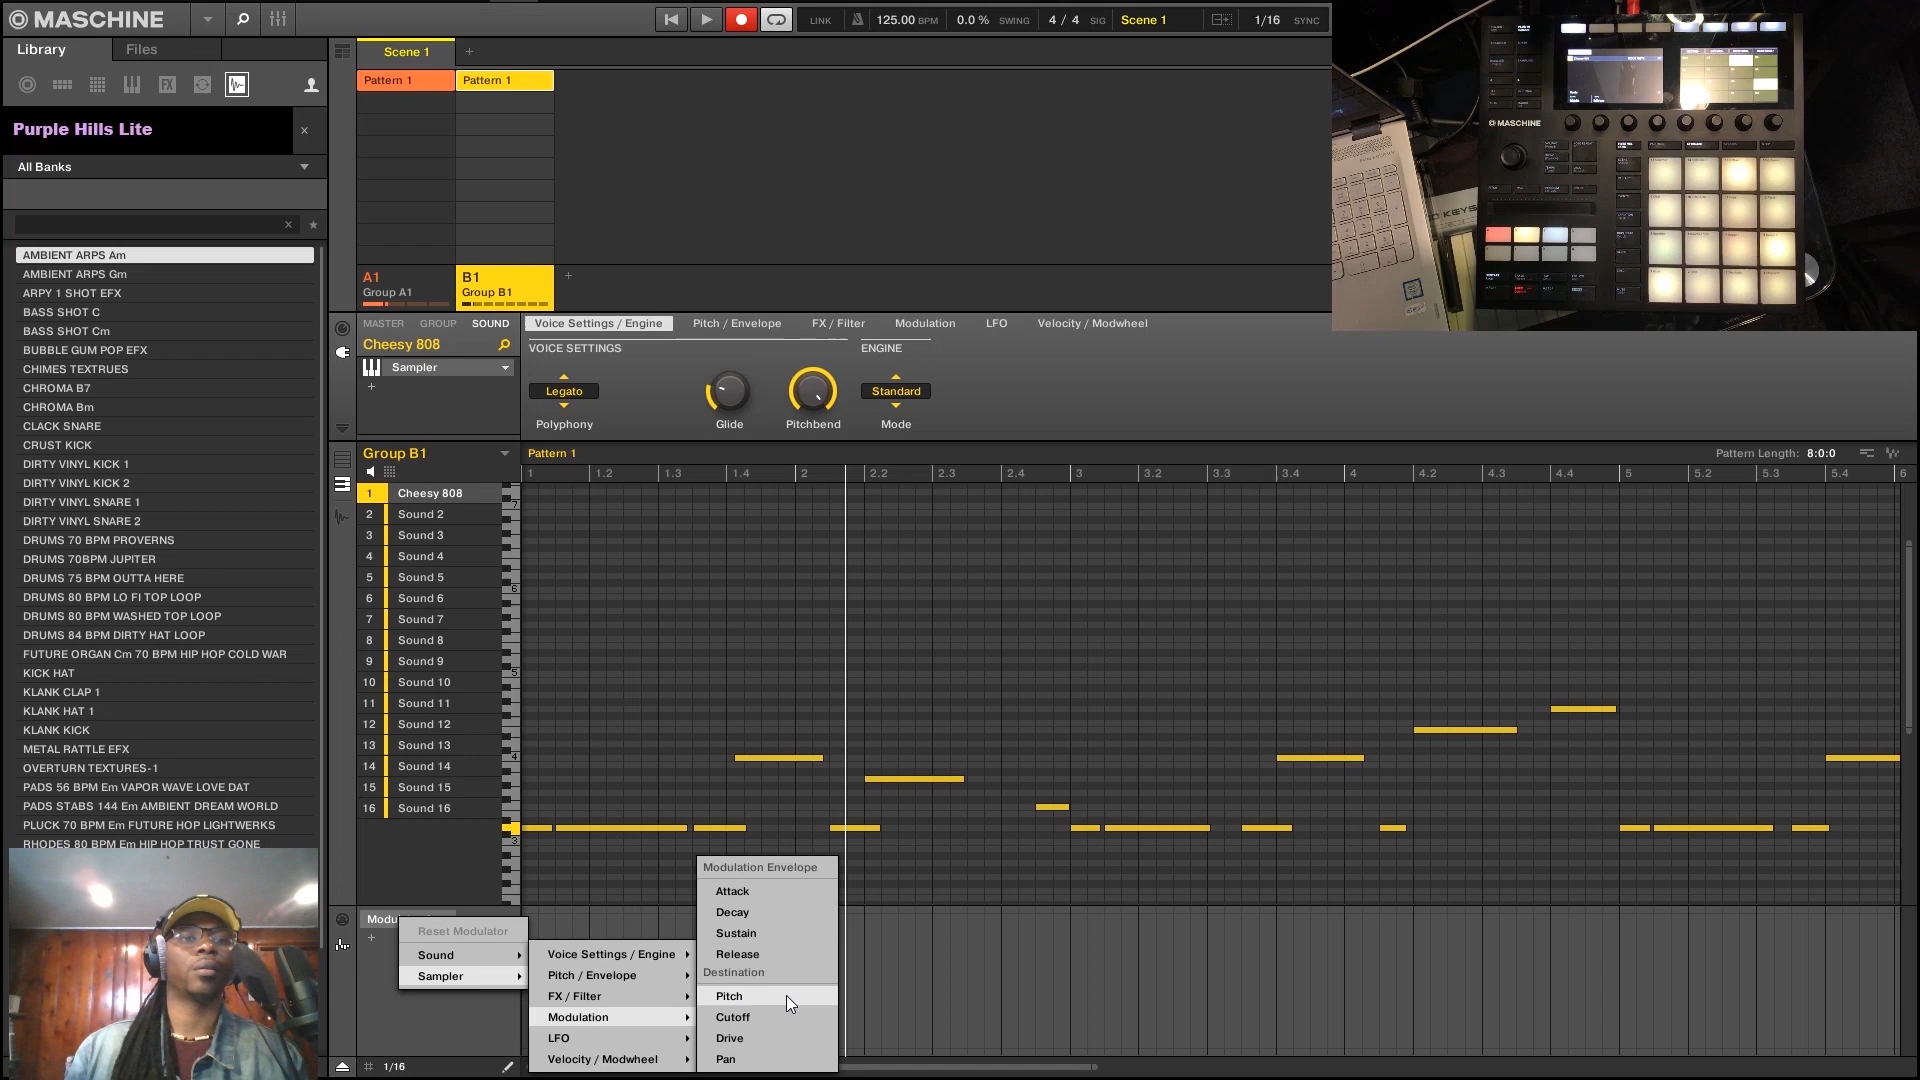 MASCHINE
LINK 125.00 BPM 0.0 % SWING 4 / 4 SIG Scene 1 1/16 SYNC
Library Files
Purple Hills Lite
All Banks
AMBIENT ARPS Am
AMBIENT ARPS Gm
ARPY 1 SHOT EFX
BASS SHOT C
BASS SHOT Cm
BUBBLE GUM POP EFX
CHIMES TEXTRUES
CHROMA B7
CHROMA Bm
CLACK SNARE
CRUST KICK
DIRTY VINYL KICK 1
DIRTY VINYL KICK 2
DIRTY VINYL SNARE 1
DIRTY VINYL SNARE 2
DRUMS 70 BPM PROVERNS
DRUMS 70BPM JUPITER
DRUMS 75 BPM OUTTA HERE
DRUMS 80 BPM LO FI TOP LOOP
DRUMS 80 BPM WASHED TOP LOOP
DRUMS 84 BPM DIRTY HAT LOOP
FUTURE ORGAN Cm 70 BPM HIP HOP COLD WAR
KICK HAT
KLANK CLAP 1
KLANK HAT 1
KLANK KICK
METAL RATTLE EFX
OVERTURN TEXTURES-1
PADS 56 BPM Em VAPOR WAVE LOVE DAT
PADS STABS 144 Em AMBIENT DREAM WORLD
PLUCK 70 BPM Em FUTURE HOP LIGHTWERKS
RHODES 80 BPM Em HIP HOP TRUST GONE
Scene 1
Pattern 1 Pattern 1
A1 B1
Group A1 Group B1
MASTER GROUP SOUND Voice Settings / Engine Pitch / Envelope FX / Filter Modulation LFO Velocity / Modwheel
Cheesy 808 VOICE SETTINGS ENGINE
Sampler
Legato Standard
Polyphony Glide Pitchbend Mode
Group B1 Pattern 1 Pattern Length: 8:0:0
1 1.2 1.3 1.4 2 2.2 2.3 2.4 3 3.2 3.3 3.4 4 4.2 4.3 4.4 5 5.2 5.3 5.4 6
1 Cheesy 808
2 Sound 2
3 Sound 3
4 Sound 4
5 Sound 5
6 Sound 6
7 Sound 7
8 Sound 8
9 Sound 9
10 Sound 10
11 Sound 11
12 Sound 12
13 Sound 13
14 Sound 14
15 Sound 15
16 Sound 16
7
6
5
4
3
Modu
Reset Modulator
Sound
Sampler
Voice Settings / Engine
Pitch / Envelope
FX / Filter
Modulation
LFO
Velocity / Modwheel
Modulation Envelope
Attack
Decay
Sustain
Release
Destination
Pitch
Cutoff
Drive
Pan
1/16
MASCHINE
KEYS